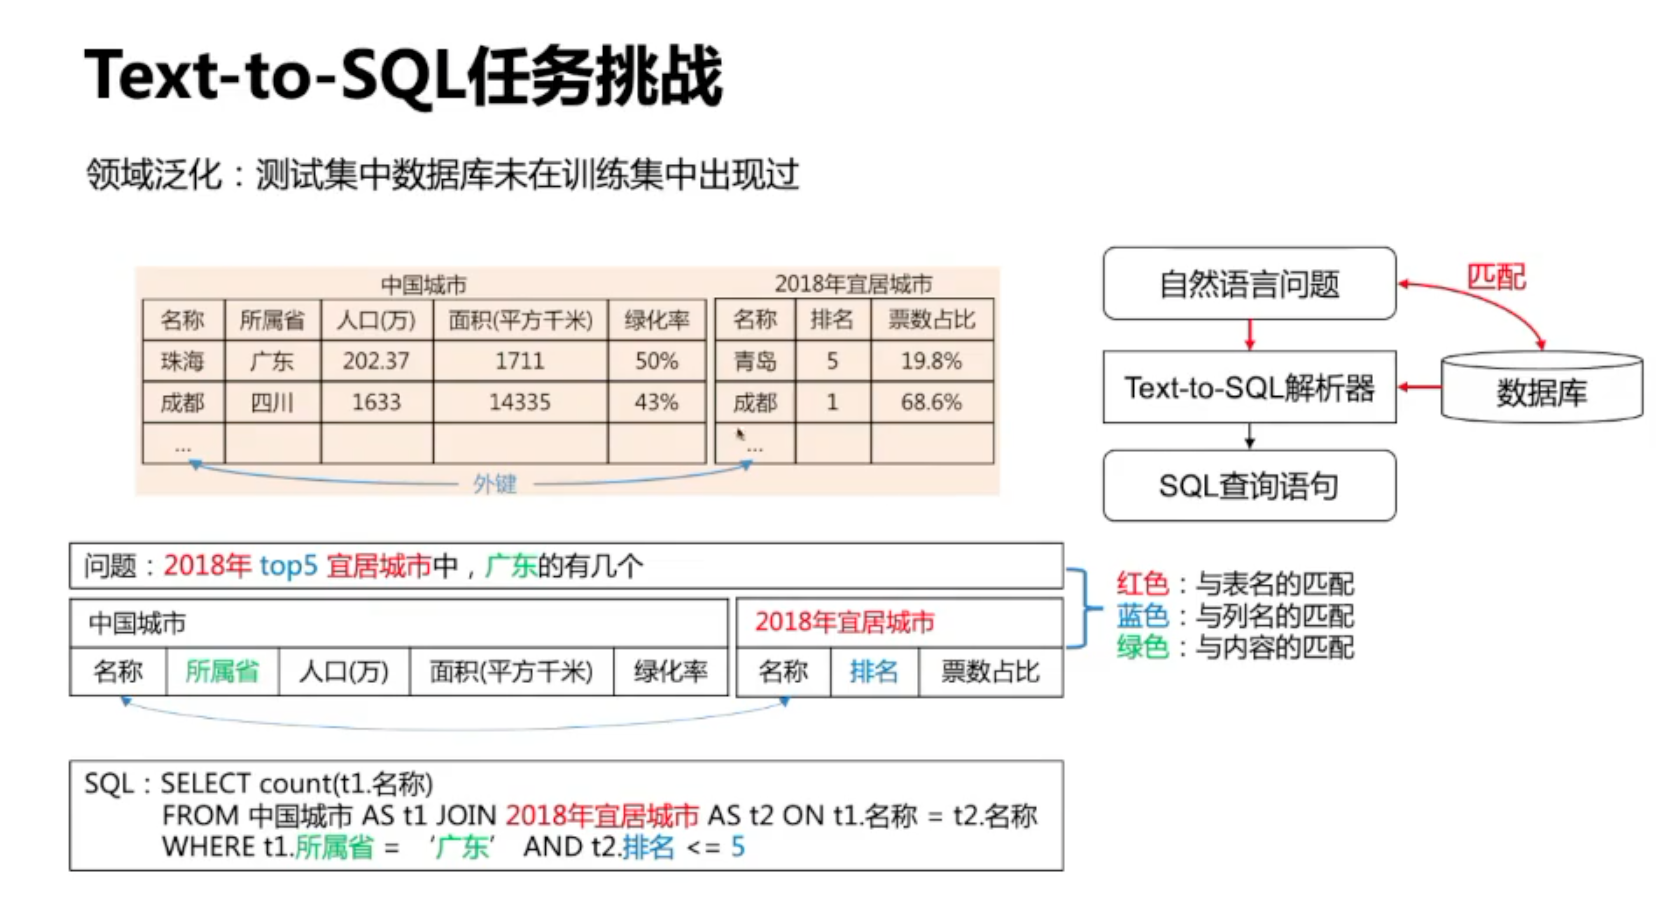 Text-to-SQL任务挑战
领域泛化：测试集中数据库未在训练集中出现过
中国城市 2018年宜居城市
名称 所属省 人口(万) 面积(平方千米) 绿化率 名称 排名 票数占比
珠海 广东 202.37 1711 50% 青岛 5 19.8%
成都 四川 1633 14335 43% 成都 1 68.6%
... ...
外键
自然语言问题
匹配
Text-to-SQL解析器
数据库
SQL查询语句
问题：2018年 top5 宜居城市中，广东的有几个
中国城市 2018年宜居城市
名称 所属省 人口(万) 面积(平方千米) 绿化率 名称 排名 票数占比
红色：与表名的匹配
蓝色：与列名的匹配
绿色：与内容的匹配
SQL：SELECT count(t1.名称)
FROM 中国城市 AS t1 JOIN 2018年宜居城市 AS t2 ON t1.名称 = t2.名称
WHERE t1.所属省 = ‘广东’ AND t2.排名 <= 5